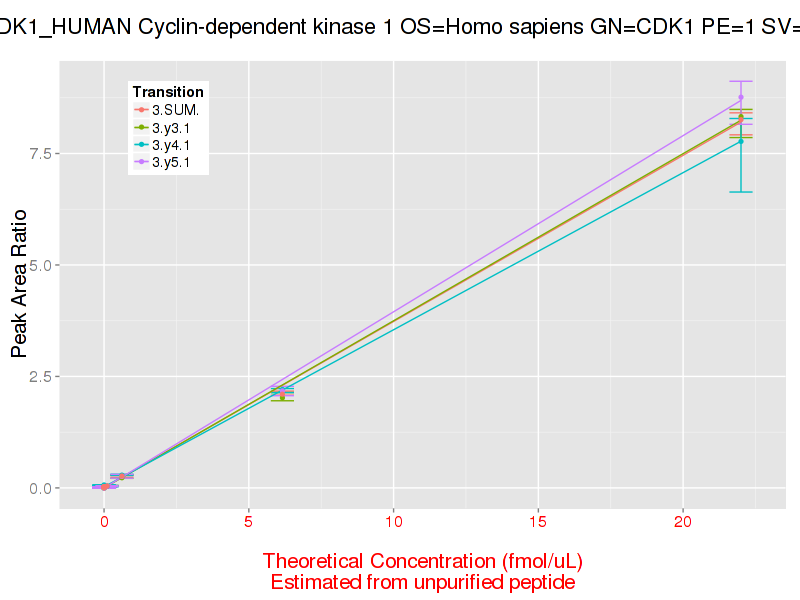 DK1_HUMAN Cyclin-dependent kinase 1 OS=Homo sapiens GN=CDK1 PE=1 SV=
Transition
3.SUM.
3.y3.1
3.y4.1
3.y5.1
Peak Area Ratio
7.5
5.0
2.5
0.0
0
5
10
15
20
Theoretical Concentration (fmol/uL)
Estimated from unpurified peptide